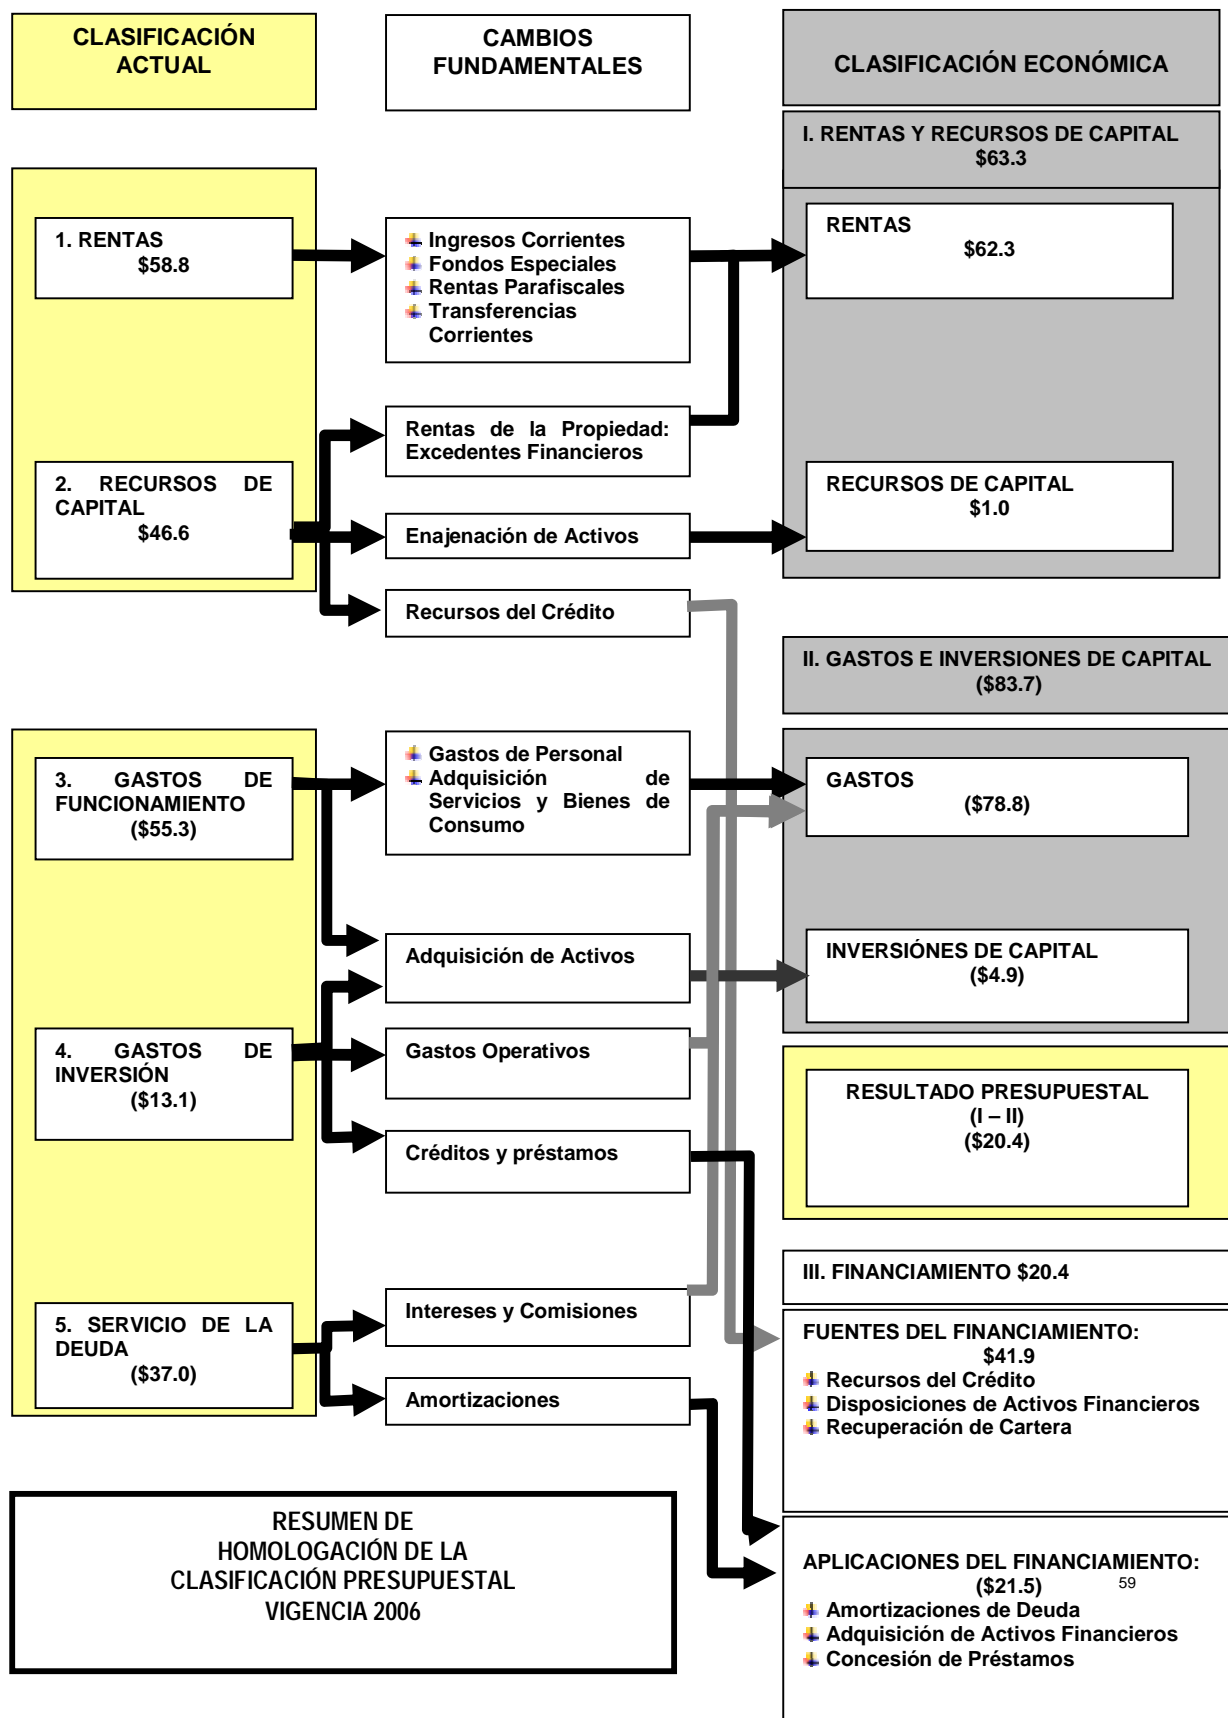 CLASIFICACIÓN
ACTUAL
CAMBIOS
FUNDAMENTALES
CLASIFICACIÓN ECONÓMICA
I. RENTAS Y RECURSOS DE CAPITAL
$63.3
1. RENTAS
$58.8
Ingresos Corrientes
Fondos Especiales
Rentas Parafiscales
Transferencias
Corrientes
RENTAS
$62.3
Rentas de la Propiedad:
Excedentes Financieros
2. RECURSOS DE
CAPITAL
$46.6
RECURSOS DE CAPITAL
$1.0
Enajenación de Activos
Recursos del Crédito
II. GASTOS E INVERSIONES DE CAPITAL
($83.7)
3. GASTOS DE
FUNCIONAMIENTO
($55.3)
Gastos de Personal
Adquisición de
Servicios y Bienes de
Consumo
GASTOS
($78.8)
Adquisición de Activos
INVERSIÓNES DE CAPITAL
($4.9)
4. GASTOS DE
INVERSIÓN
($13.1)
Gastos Operativos
RESULTADO PRESUPUESTAL
(I – II)
($20.4)
Créditos y préstamos
III. FINANCIAMIENTO $20.4
5. SERVICIO DE LA
DEUDA
($37.0)
Intereses y Comisiones
FUENTES DEL FINANCIAMIENTO:
$41.9
Recursos del Crédito
Disposiciones de Activos Financieros
Recuperación de Cartera
Amortizaciones
RESUMEN DE
HOMOLOGACIÓN DE LA
CLASIFICACIÓN PRESUPUESTAL
VIGENCIA 2006
APLICACIONES DEL FINANCIAMIENTO:
($21.5)
59
Amortizaciones de Deuda
Adquisición de Activos Financieros
Concesión de Préstamos